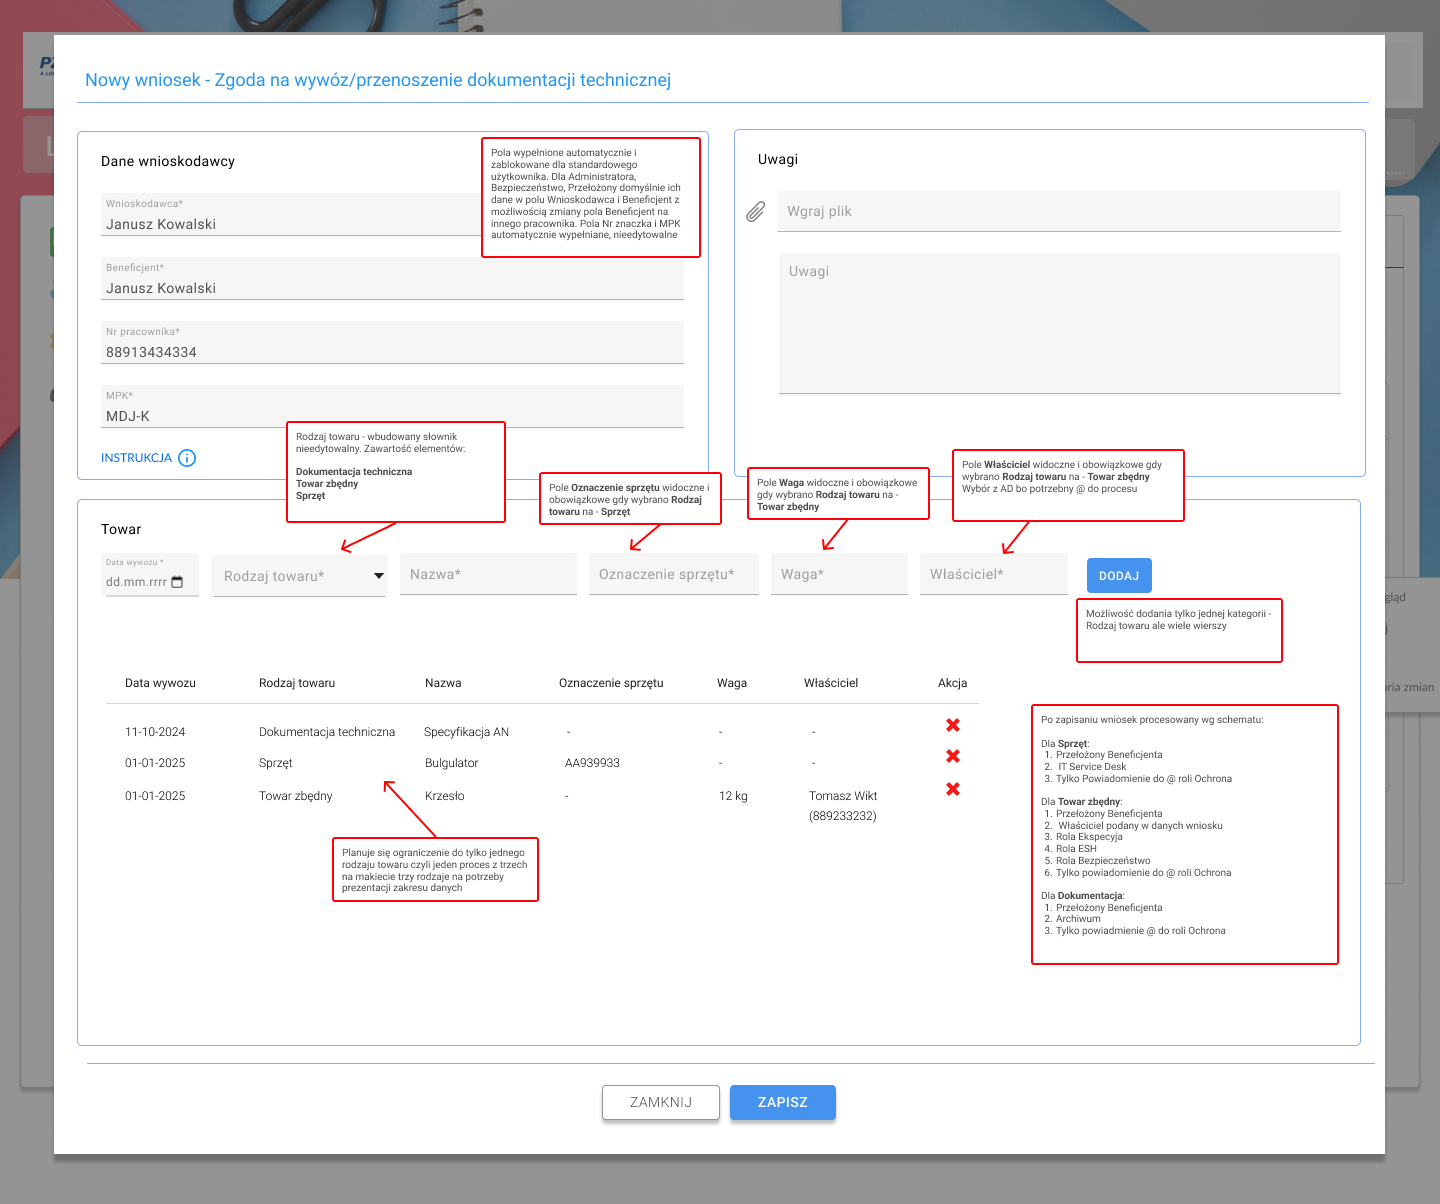 Nowy wniosek - Zgoda na wywóz/przenoszenie dokumentacji technicznej
Dane wnioskodawcy
Wnioskodawca*
Janusz Kowalski
Beneficjent*
Janusz Kowalski
Nr pracownika*
88913434334
MPK*
MDJ-K
INSTRUKCJA
Pola wypełnione automatycznie i
zablokowane dla standardowego
użytkownika. Dla Administratora,
Bezpieczeństwo, Przełożony domyślnie ich
dane w polu Wnioskodawca i Beneficjent z
możliwością zmiany pola Beneficjent na
innego pracownika. Pola Nr znaczka i MPK
automatycznie wypełniane, nieedytowalne
Uwagi
Wgraj plik
Uwagi
Rodzaj towaru - wbudowany słownik
nieedytowalny. Zawartość elementów:
Dokumentacja techniczna
Towar zbędny
Sprzęt
Pole Oznaczenie sprzętu widoczne i
obowiązkowe gdy wybrano Rodzaj
towaru na - Sprzęt
Pole Waga widoczne i obowiązkowe
gdy wybrano Rodzaj towaru na -
Towar zbędny
Pole Właściciel widoczne i obowiązkowe gdy
wybrano Rodzaj towaru na - Towar zbędny
Wybór z AD bo potrzebny @ do procesu
Towar
Data wywozu *
dd.mm.rrrr
Rodzaj towaru*
Nazwa*
Oznaczenie sprzętu*
Waga*
Właściciel*
DODAJ
Możliwość dodania tylko jednej kategorii -
Rodzaj towaru ale wiele wierszy
Data wywozu Rodzaj towaru Nazwa Oznaczenie sprzętu Waga Właściciel Akcja
11-10-2024 Dokumentacja techniczna Specyfikacja AN - - -
01-01-2025 Sprzęt Bulgulator AA939933 - -
01-01-2025 Towar zbędny Krzesło - 12 kg Tomasz Wikt
(889233232)
Planuje się ograniczenie do tylko jednego
rodzaju towaru czyli jeden proces z trzech
na makiecie trzy rodzaje na potrzeby
prezentacji zakresu danych
Po zapisaniu wniosek procesowany wg schematu:
Dla Sprzęt:
1. Przełożony Beneficjenta
2. IT Service Desk
3. Tylko Powiadomienie do @ roli Ochrona
Dla Towar zbędny:
1. Przełożony Beneficjenta
2. Właściciel podany w danych wniosku
3. Rola Ekspecyja
4. Rola ESH
5. Rola Bezpieczeństwo
6. Tylko powiadomienie do @ roli Ochrona
Dla Dokumentacja:
1. Przełożony Beneficjenta
2. Archiwum
3. Tylko powiadmienie @ do roli Ochrona
ZAMKNIJ
ZAPISZ